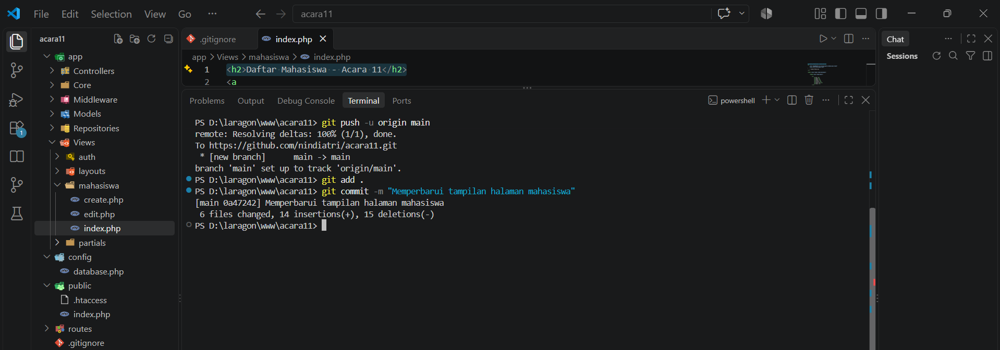 File Edit Selection View Go ···
acara11
acara11
app
Controllers
Core
Middleware
Models
Repositories
Views
auth
layouts
mahasiswa
create.php
edit.php
index.php
partials
config
database.php
public
.htaccess
index.php
routes
.gitignore
1
.gitignore
index.php
app > Views > mahasiswa > index.php
1 <h2>Daftar Mahasiswa - Acara 11</h2>
2 <a
Problems Output Debug Console Terminal Ports
powershell
PS D:\laragon\www\acara11> git push -u origin main
remote: Resolving deltas: 100% (1/1), done.
To https://github.com/nindiatri/acara11.git
* [new branch] main -> main
branch 'main' set up to track 'origin/main'.
PS D:\laragon\www\acara11> git add .
PS D:\laragon\www\acara11> git commit -m "Memperbarui tampilan halaman mahasiswa"
[main 0a47242] Memperbarui tampilan halaman mahasiswa
6 files changed, 14 insertions(+), 15 deletions(-)
PS D:\laragon\www\acara11>
Chat
Sessions